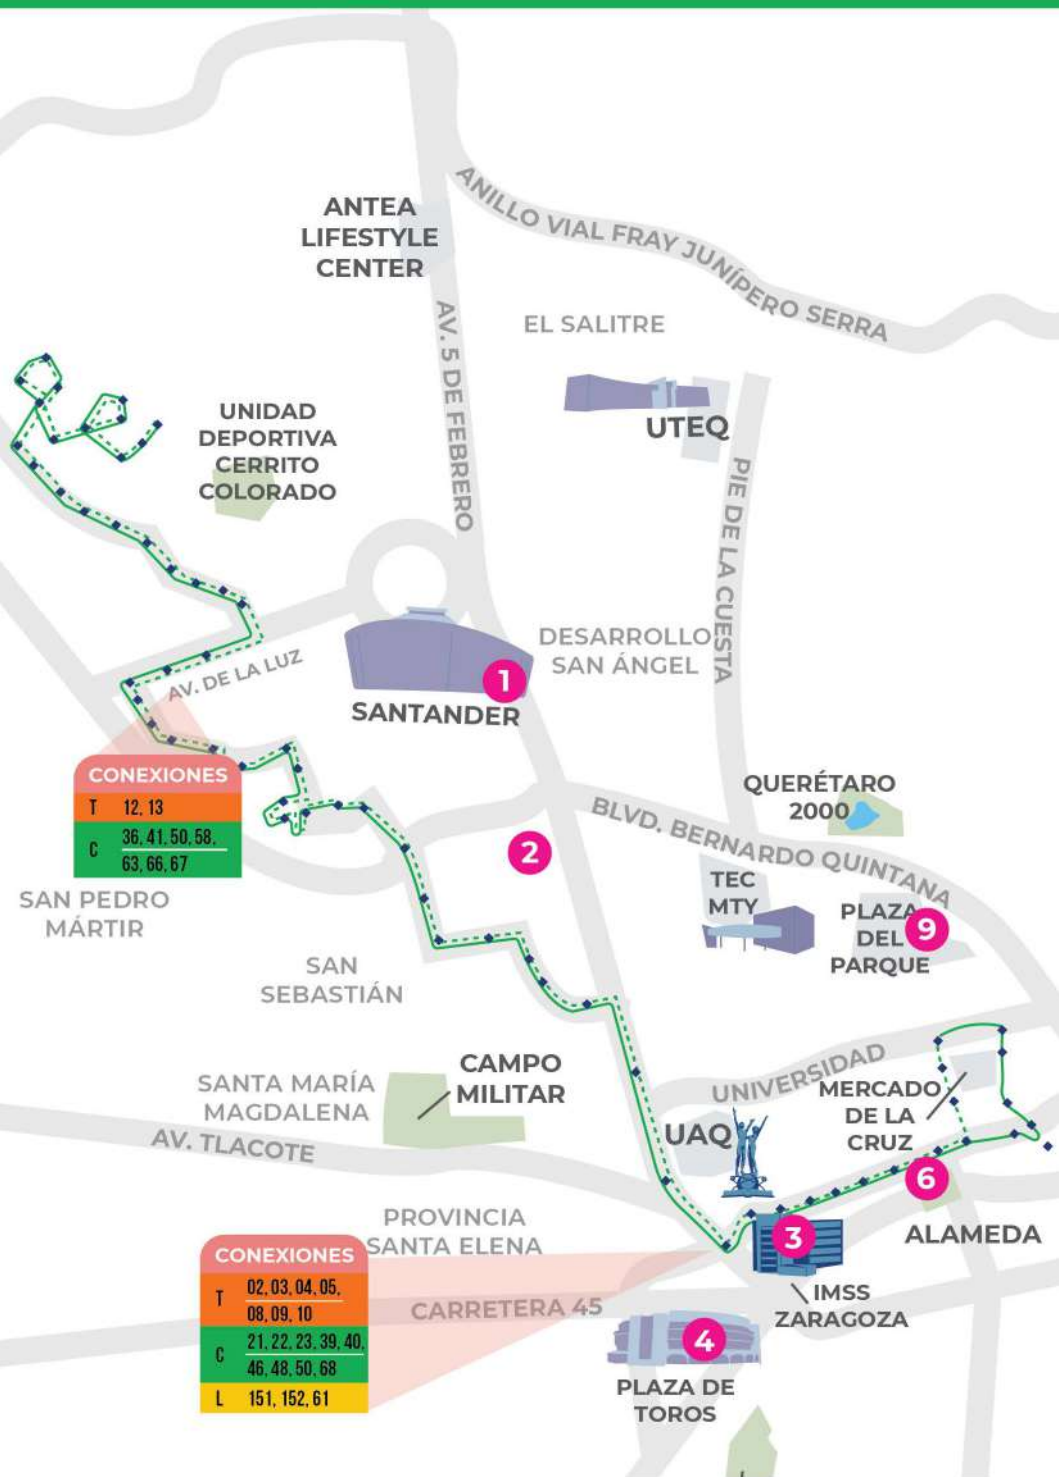 ANTEA
LIFESTYLE
CENTER
ANILLO VIAL FRAY JUNÍPERO SERRA
AV. 5 DE FEBRERO
EL SALITRE
UTEQ
UNIDAD
DEPORTIVA
CERRITO
COLORADO
PIE DE LA CUESTA
DESARROLLO
SAN ÁNGEL
AV. DE LA LUZ
1
SANTANDER
CONEXIONES
T 12, 13
C 36, 41, 50, 58,
63, 66, 67
QUERÉTARO
2000
BLVD. BERNARDO QUINTANA
2
TEC
MTY
PLAZA
DEL
PARQUE
9
SAN PEDRO
MÁRTIR
SAN
SEBASTIÁN
CAMPO
MILITAR
SANTA MARÍA
MAGDALENA
UNIVERSIDAD
MERCADO
DE LA
CRUZ
AV. TLACOTE
UAQ
6
ALAMEDA
PROVINCIA
SANTA ELENA
3
IMSS
ZARAGOZA
CONEXIONES
T 02, 03, 04, 05,
08, 09, 10
C 21, 22, 23, 39, 40,
46, 48, 50, 68
L 151, 152, 61
CARRETERA 45
4
PLAZA DE
TOROS